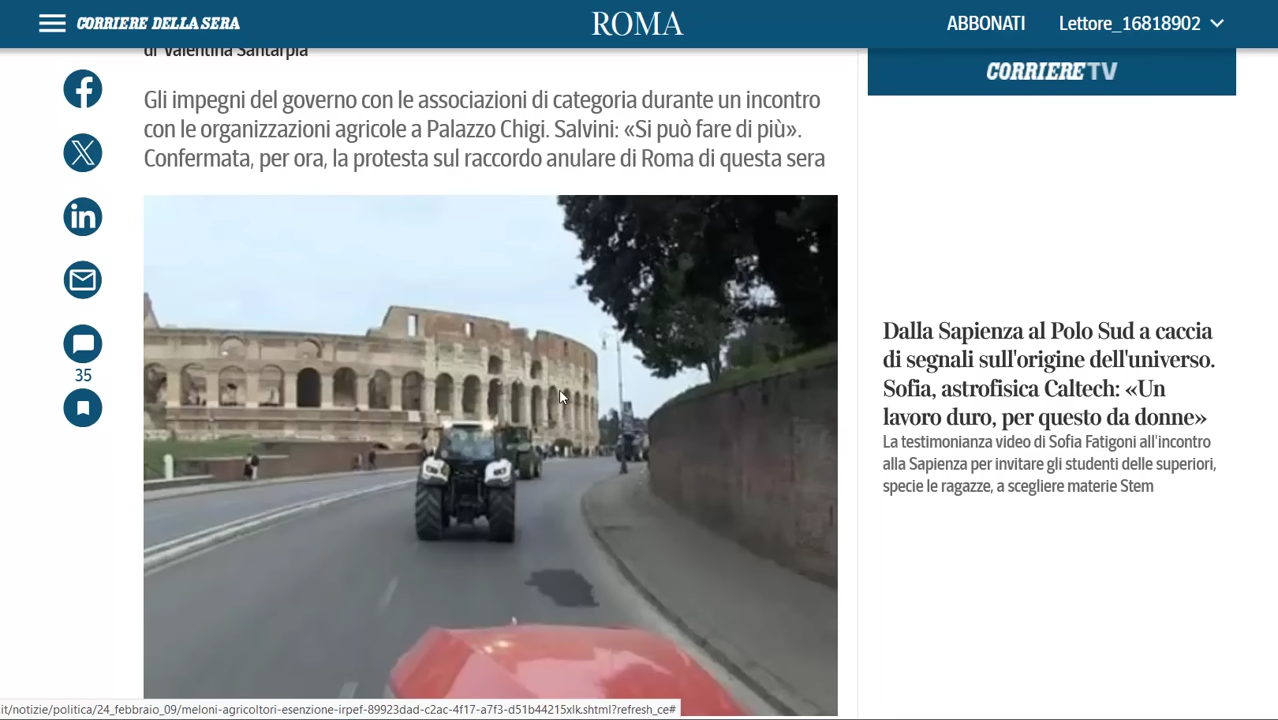 CORRIERE DELLA SERA
ROMA
ABBONATI
Lettore_16818902
di Valentina Santarpia
CORRIERE TV
Gli impegni del governo con le associazioni di categoria durante un incontro
con le organizzazioni agricole a Palazzo Chigi. Salvini: «Si può fare di più».
Confermata, per ora, la protesta sul raccordo anulare di Roma di questa sera
35
Dalla Sapienza al Polo Sud a caccia
di segnali sull'origine dell'universo.
Sofia, astrofisica Caltech: «Un
lavoro duro, per questo da donne»
La testimonianza video di Sofia Fatigoni all'incontro
alla Sapienza per invitare gli studenti delle superiori,
specie le ragazze, a scegliere materie Stem
.it/notizie/politica/24_febbraio_09/meloni-agricoltori-esenzione-irpef-89923dad-c2ac-4f17-a7f3-d51b44215xlk.shtml?refresh_ce#